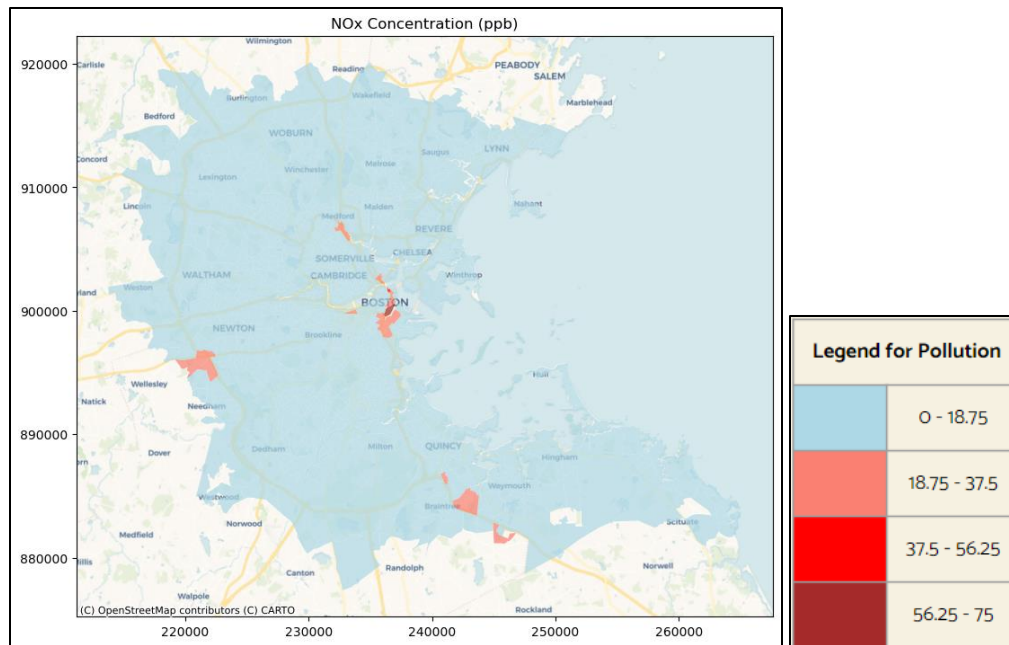 NOx Concentration (ppb)
920000
910000
900000
890000
880000
220000
230000
240000
250000
260000
Wilmington
Carlisle
Reading
PEABODY
SALEM
Burlington
Wakefield
Marblehead
Bedford
WOBURN
Saugus
LYNN
Concord
Winchester
Melrose
Lexington
Malden
Lincoln
Medford
Nahant
REVERE
SOMERVILLE
CHELSEA
WALTHAM
CAMBRIDGE
Winthrop
Weston
BOSTON
NEWTON
Brookline
Wellesley
Hull
Natick
Needham
Dover
Dedham
Milton
QUINCY
Hingham
Weymouth
Westwood
Braintree
Norwood
Scituate
Medfield
Canton
Randolph
Norwell
Walpole
Rockland
(C) OpenStreetMap contributors (C) CARTO
Legend for Pollution
0 - 18.75
18.75 - 37.5
37.5 - 56.25
56.25 - 75